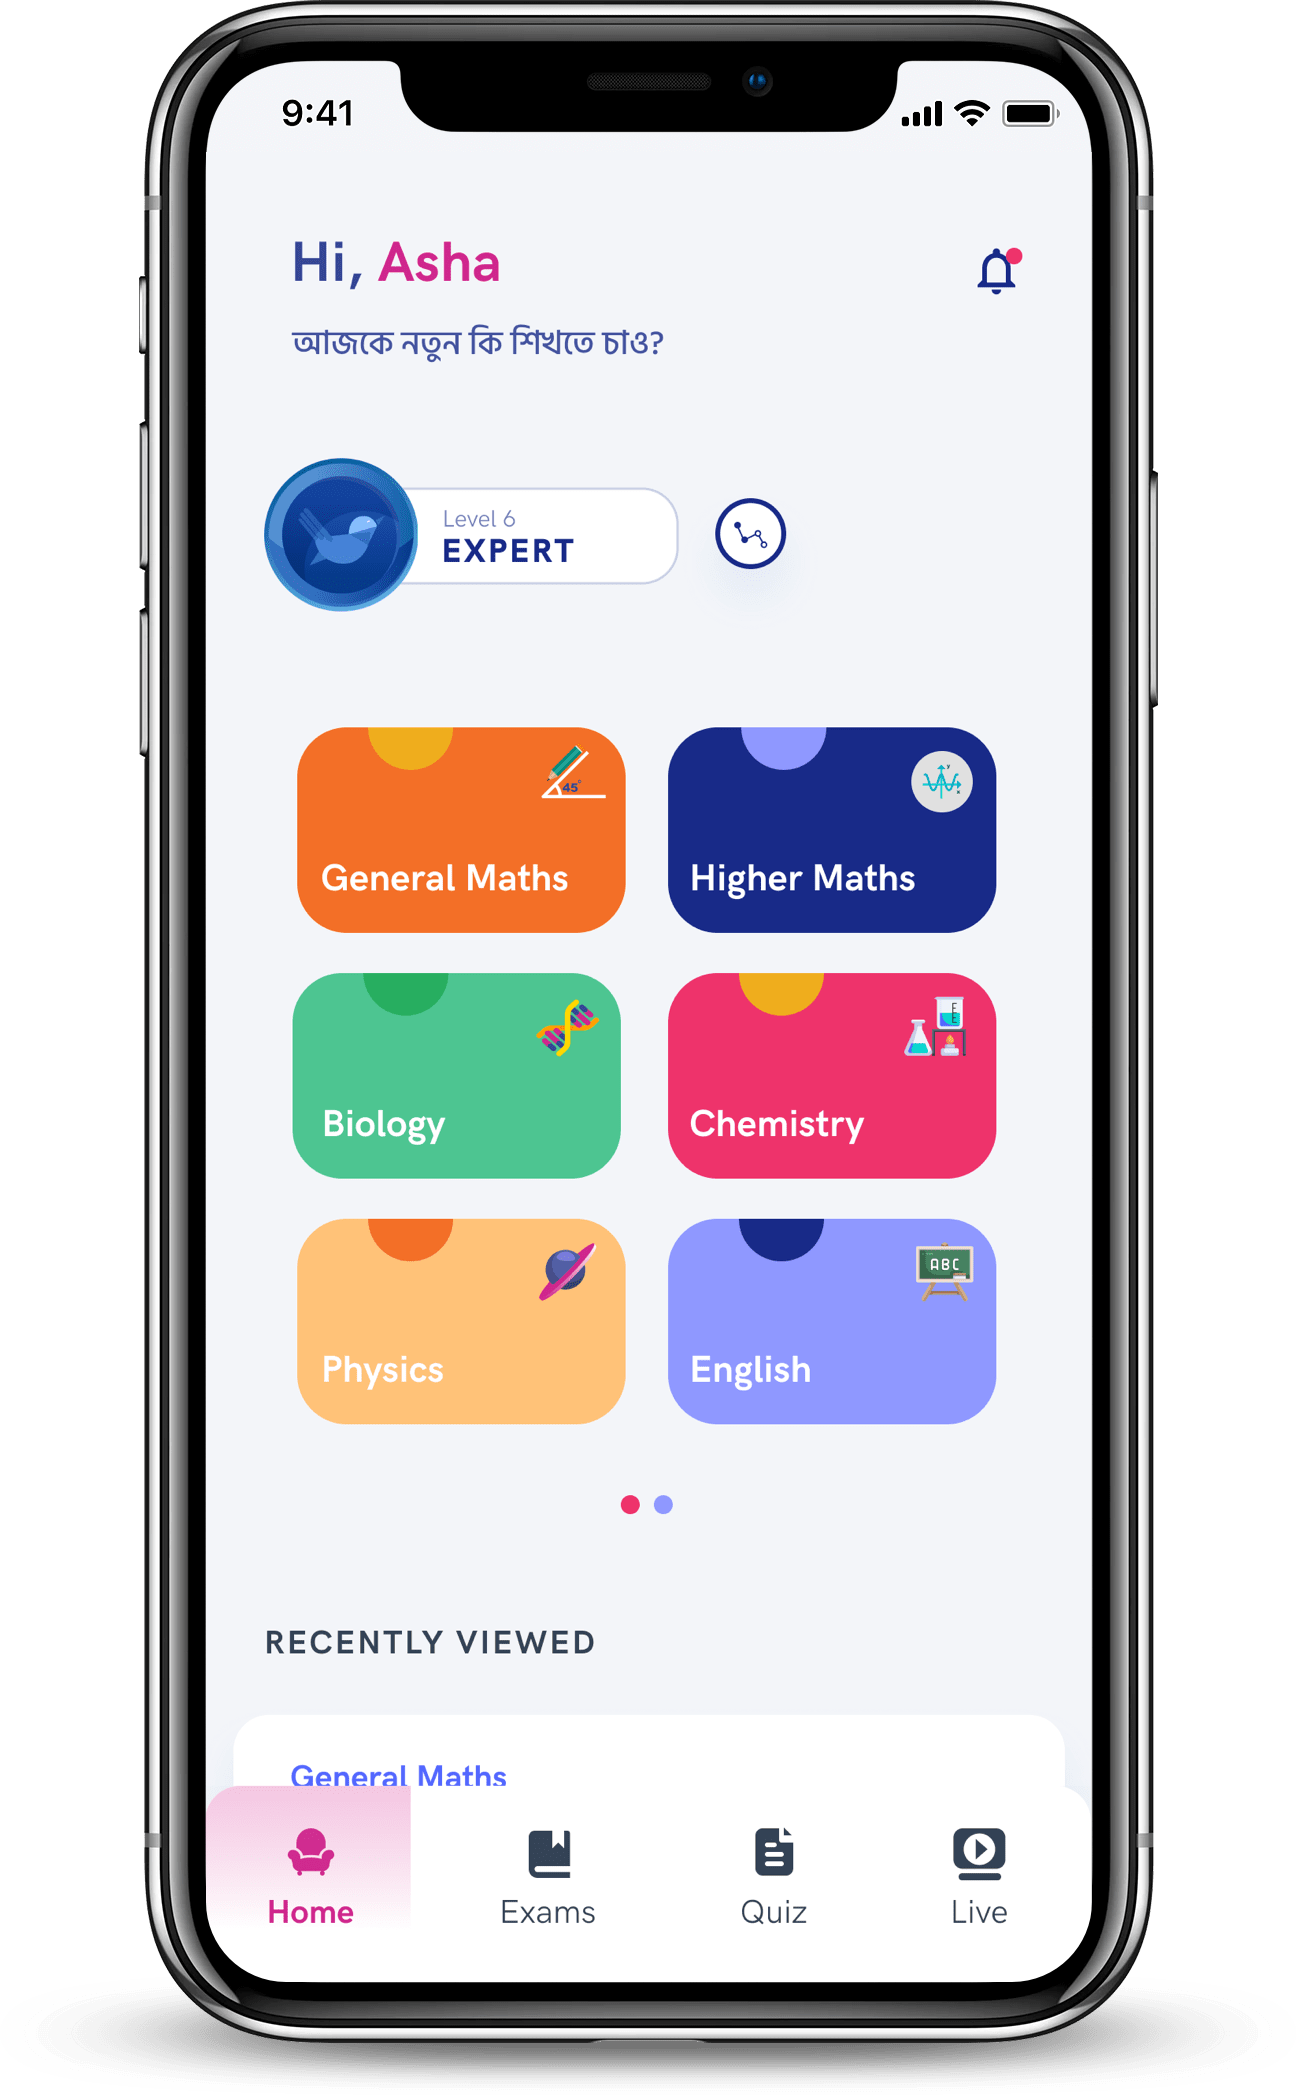 9:41
Hi, Asha
আজকে নতুন কি শিখতে চাও?
Level 6
EXPERT
45°
General Maths
y
x
Higher Maths
Biology
Chemistry
Physics
ABC
English
RECENTLY VIEWED
General Maths
Home
Exams
Quiz
Live